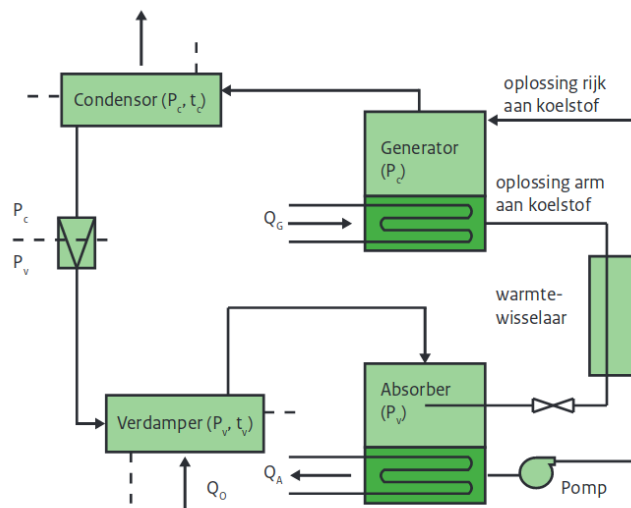 Condensor (Pc, tc)
oplossing rijk
aan koelstof
Generator
(Pc)
oplossing arm
aan koelstof
QG
Pc
Pv
warmte-
wisselaar
Absorber
(Pv)
Verdamper (Pv, tv)
QA
QO
Pomp